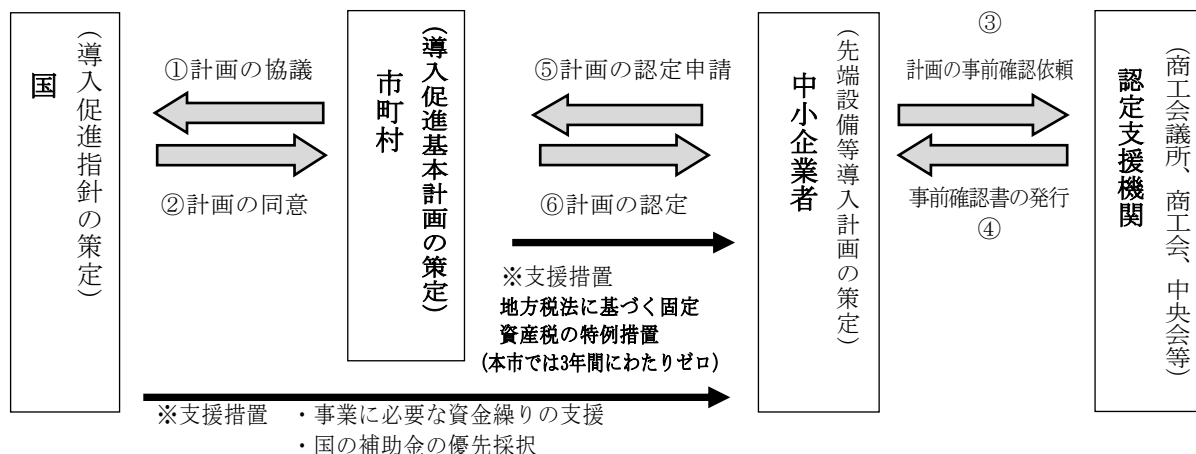 国
（導入促進指針の策定）
①計画の協議
②計画の同意
市町村
（導入促進基本計画の策定）
⑤計画の認定申請
⑥計画の認定
※支援措置
地方税法に基づく固定
資産税の特例措置
（本市では3年間にわたりゼロ）
中小企業者
（先端設備等導入計画の策定）
③
計画の事前確認依頼
事前確認書の発行
④
認定支援機関
（商工会議所、商工会、中央会等）
※支援措置　・事業に必要な資金繰りの支援
・国の補助金の優先採択